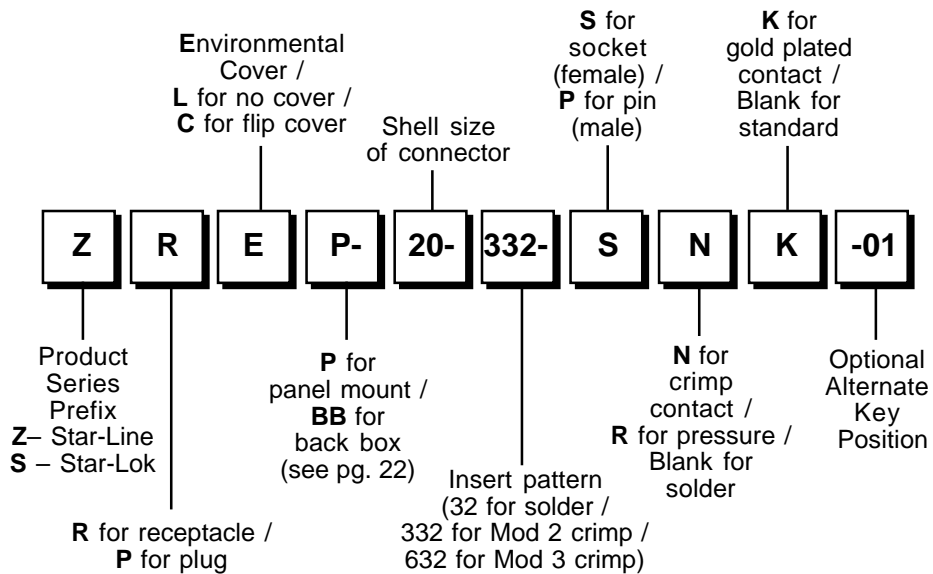 Environmental
Cover /
L for no cover /
C for flip cover
Shell size
of connector
S for
socket
(female) /
P for pin
(male)
K for
gold plated
contact /
Blank for
standard
Z R E P- 20- 332- S N K -01
Product
Series
Prefix
Z– Star-Line
S – Star-Lok
R for receptacle /
P for plug
P for
panel mount /
BB for
back box
(see pg. 22)
Insert pattern
(32 for solder /
332 for Mod 2 crimp /
632 for Mod 3 crimp)
N for
crimp
contact /
R for pressure /
Blank for
solder
Optional
Alternate
Key
Position